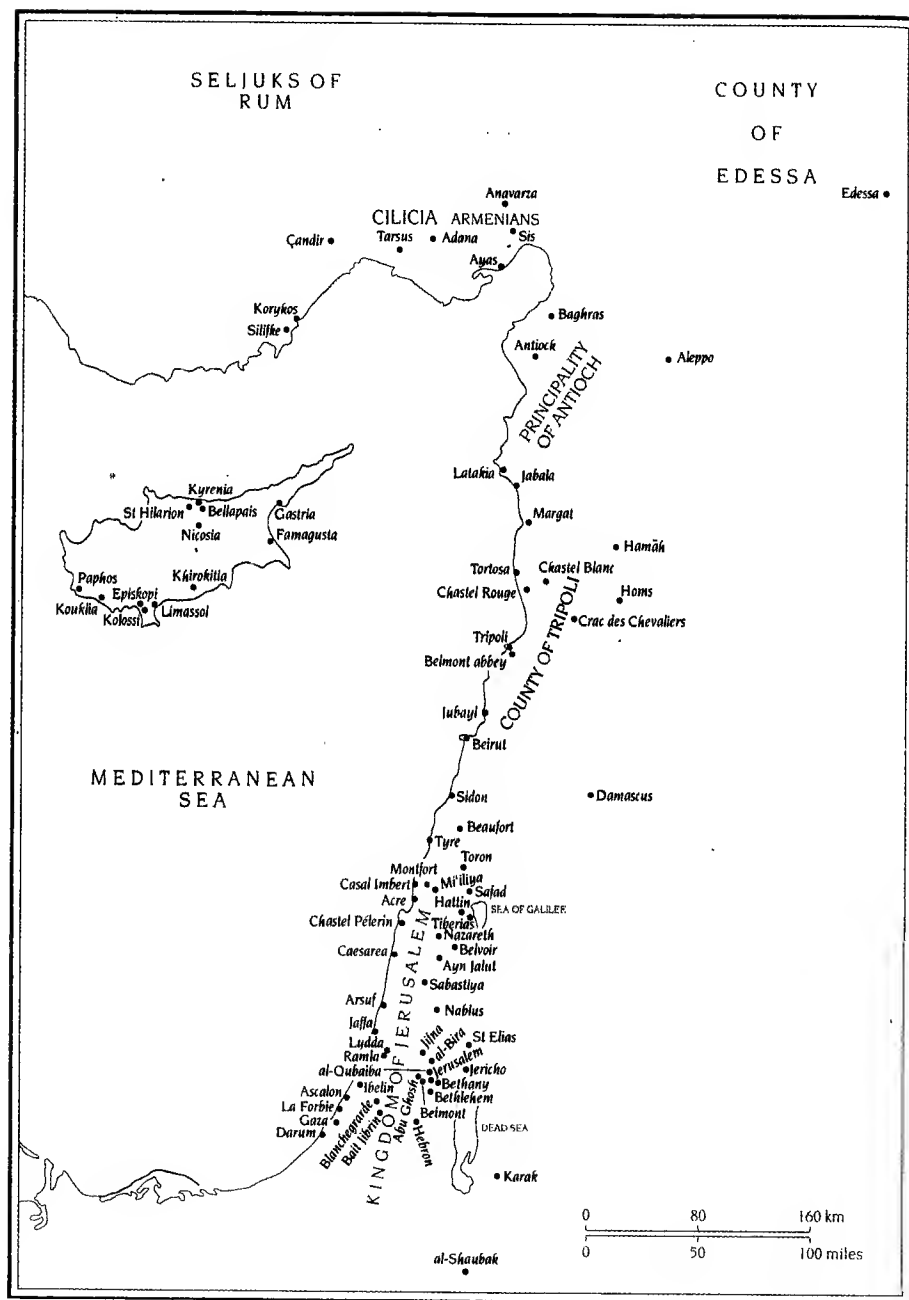 SELJUKS OF
RUM
COUNTY
OF
EDESSA
Anavarza
Edessa
CILICIA ARMENIANS
Çandir
Tarsus
Adana
Sis
Ayas
Korykos
Silifke
Baghras
Antioch
Aleppo
PRINCIPALITY
OF ANTIOCH
Latakia
Jabala
Kyrenia
St Hilarion
Bellapais
Gastria
Margat
Nicosia
Famagusta
Hamāh
Tortosa
Chastel Blanc
Paphos
Khirokitia
Chastel Rouge
Homs
Episkopi
Kouklia
Limassol
Kolossi
Crac des Chevaliers
Tripoli
Belmont abbey
COUNTY OF TRIPOLI
Jubayl
Beirut
MEDITERRANEAN
SEA
Sidon
Damascus
Beaufort
Tyre
Toron
Montfort
Casal Imbert
Mi'iliya
Safad
Acre
Hattin
SEA OF GALILEE
Chastel Pélerin
Tiberias
Nazareth
Belvoir
Caesarea
Ayn Jalut
Sabastiya
KINGDOM OF JERUSALEM
Arsuf
Nablus
Jaffa
Lydda
Jifna
al-Bira
St Elias
Ramla
Jerusalem
al-Qubaiba
Jericho
Ibelin
Abu Ghosh
Bethany
Ascalon
Bethlehem
La Forbie
Blanchegrarde
Belmont
Gaza
Bait Jibrin
Darum
Hebron
DEAD SEA
Karak
0 80 160 km
0 50 100 miles
al-Shaubak